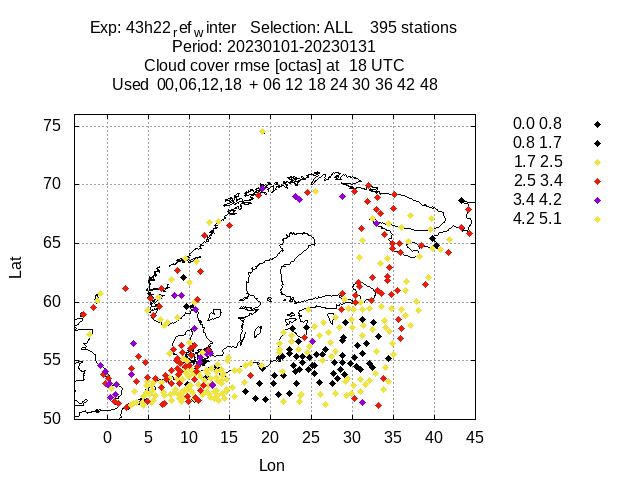 Exp: 43h22refwinter Selection: ALL 395 stations
Period: 20230101-20230131
Cloud cover rmse [octas] at 18 UTC
Used 00,06,12,18 + 06 12 18 24 30 36 42 48
0.0 0.8
0.8 1.7
1.7 2.5
2.5 3.4
3.4 4.2
4.2 5.1
75
70
65
60
55
50
Lat
0 5 10 15 20 25 30 35 40 45
Lon